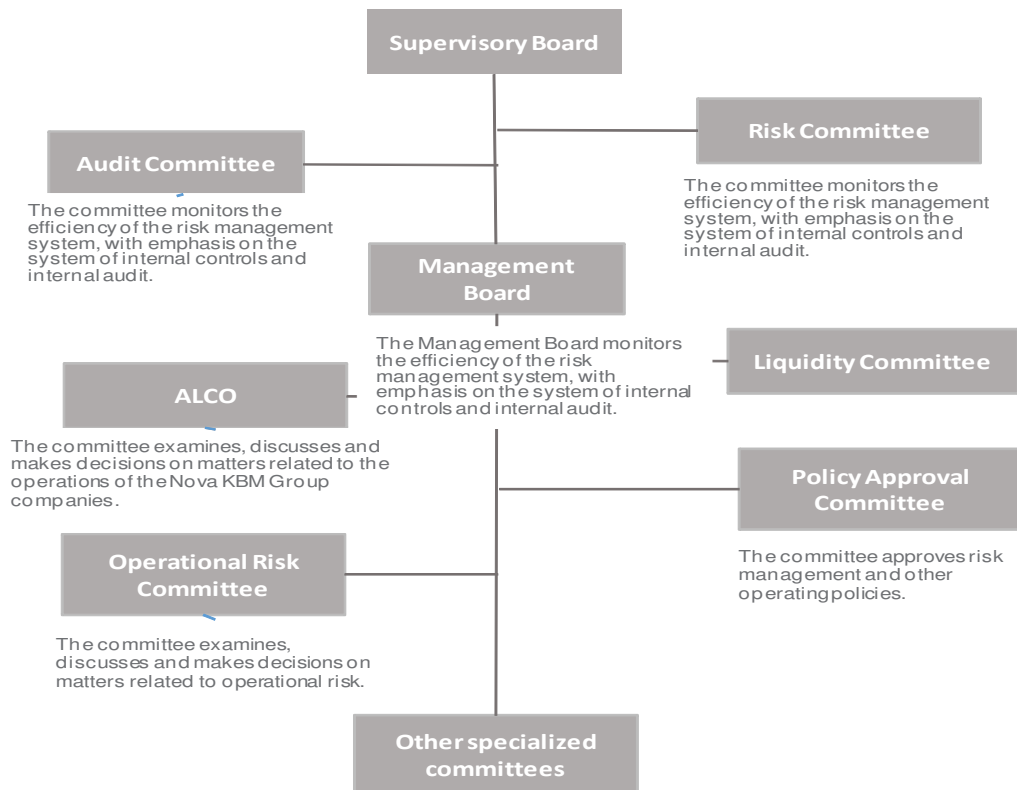 Supervisory Board
Risk Committee
Audit Committee
The committee monitors the
efficiency of the risk management
system, with emphasis on the
system of internal controls and
internal audit.
The committee monitors the
efficiency of the risk management
system, with emphasis on the
system of internal controls and
internal audit.
Management
Board
The Management Board monitors
the efficiency of the risk
management system, with
emphasis on the system of internal
controls and internal audit.
Liquidity Committee
ALCO
The committee examines, discusses and
makes decisions on matters related to the
operations of the Nova KBM Group
companies.
Policy Approval
Committee
The committee approves risk
management and other
operating policies.
Operational Risk
Committee
The committee examines,
discusses and makes decisions on
matters related to operational risk.
Other specialized
committees